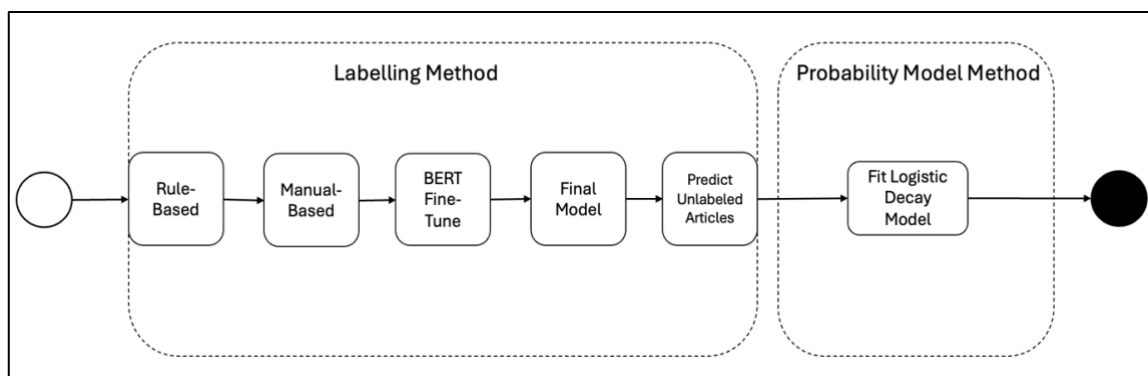 Labelling Method
Probability Model Method
Rule-
Based
Manual-
Based
BERT
Fine-
Tune
Final
Model
Predict
Unlabeled
Articles
Fit Logistic
Decay
Model